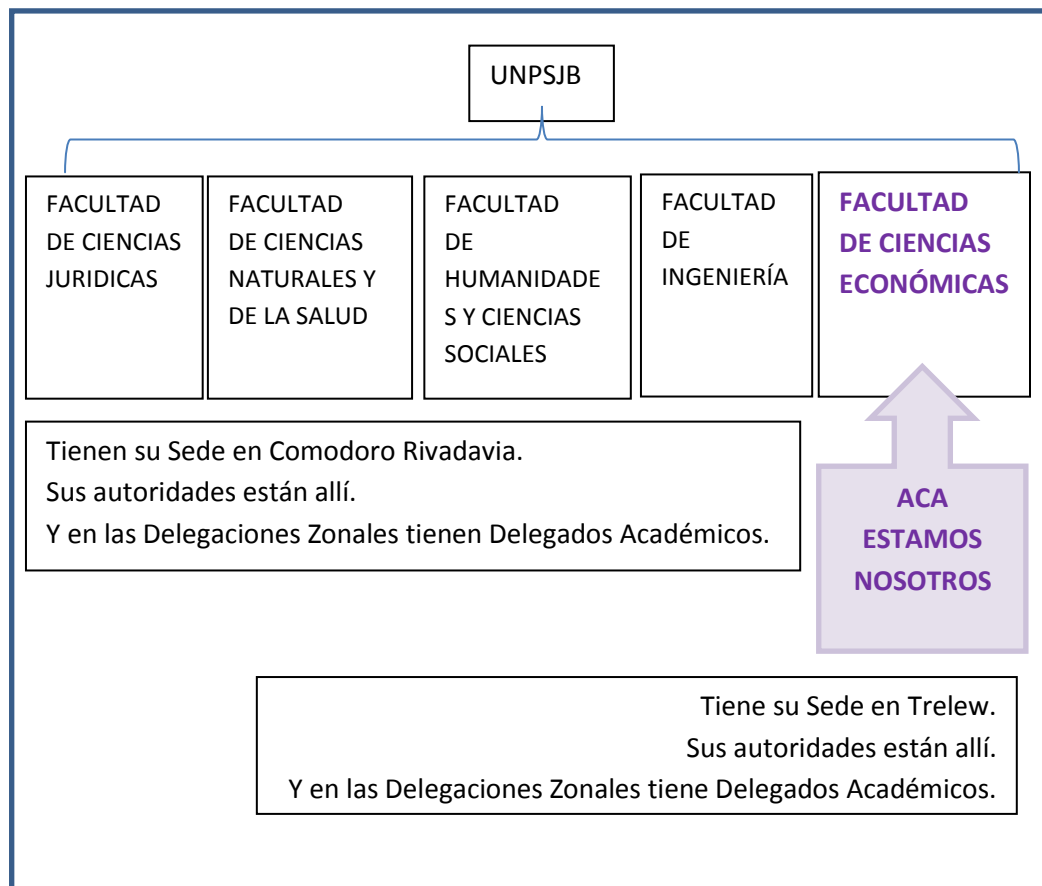 UNPSJB
FACULTAD
DE CIENCIAS
JURIDICAS
FACULTAD
DE CIENCIAS
NATURALES Y
DE LA SALUD
FACULTAD
DE
HUMANIDADE
S Y CIENCIAS
SOCIALES
FACULTAD
DE
INGENIERÍA
FACULTAD
DE CIENCIAS
ECONÓMICAS
Tienen su Sede en Comodoro Rivadavia.
Sus autoridades están allí.
Y en las Delegaciones Zonales tienen Delegados Académicos.
ACA
ESTAMOS
NOSOTROS
Tiene su Sede en Trelew.
Sus autoridades están allí.
Y en las Delegaciones Zonales tiene Delegados Académicos.